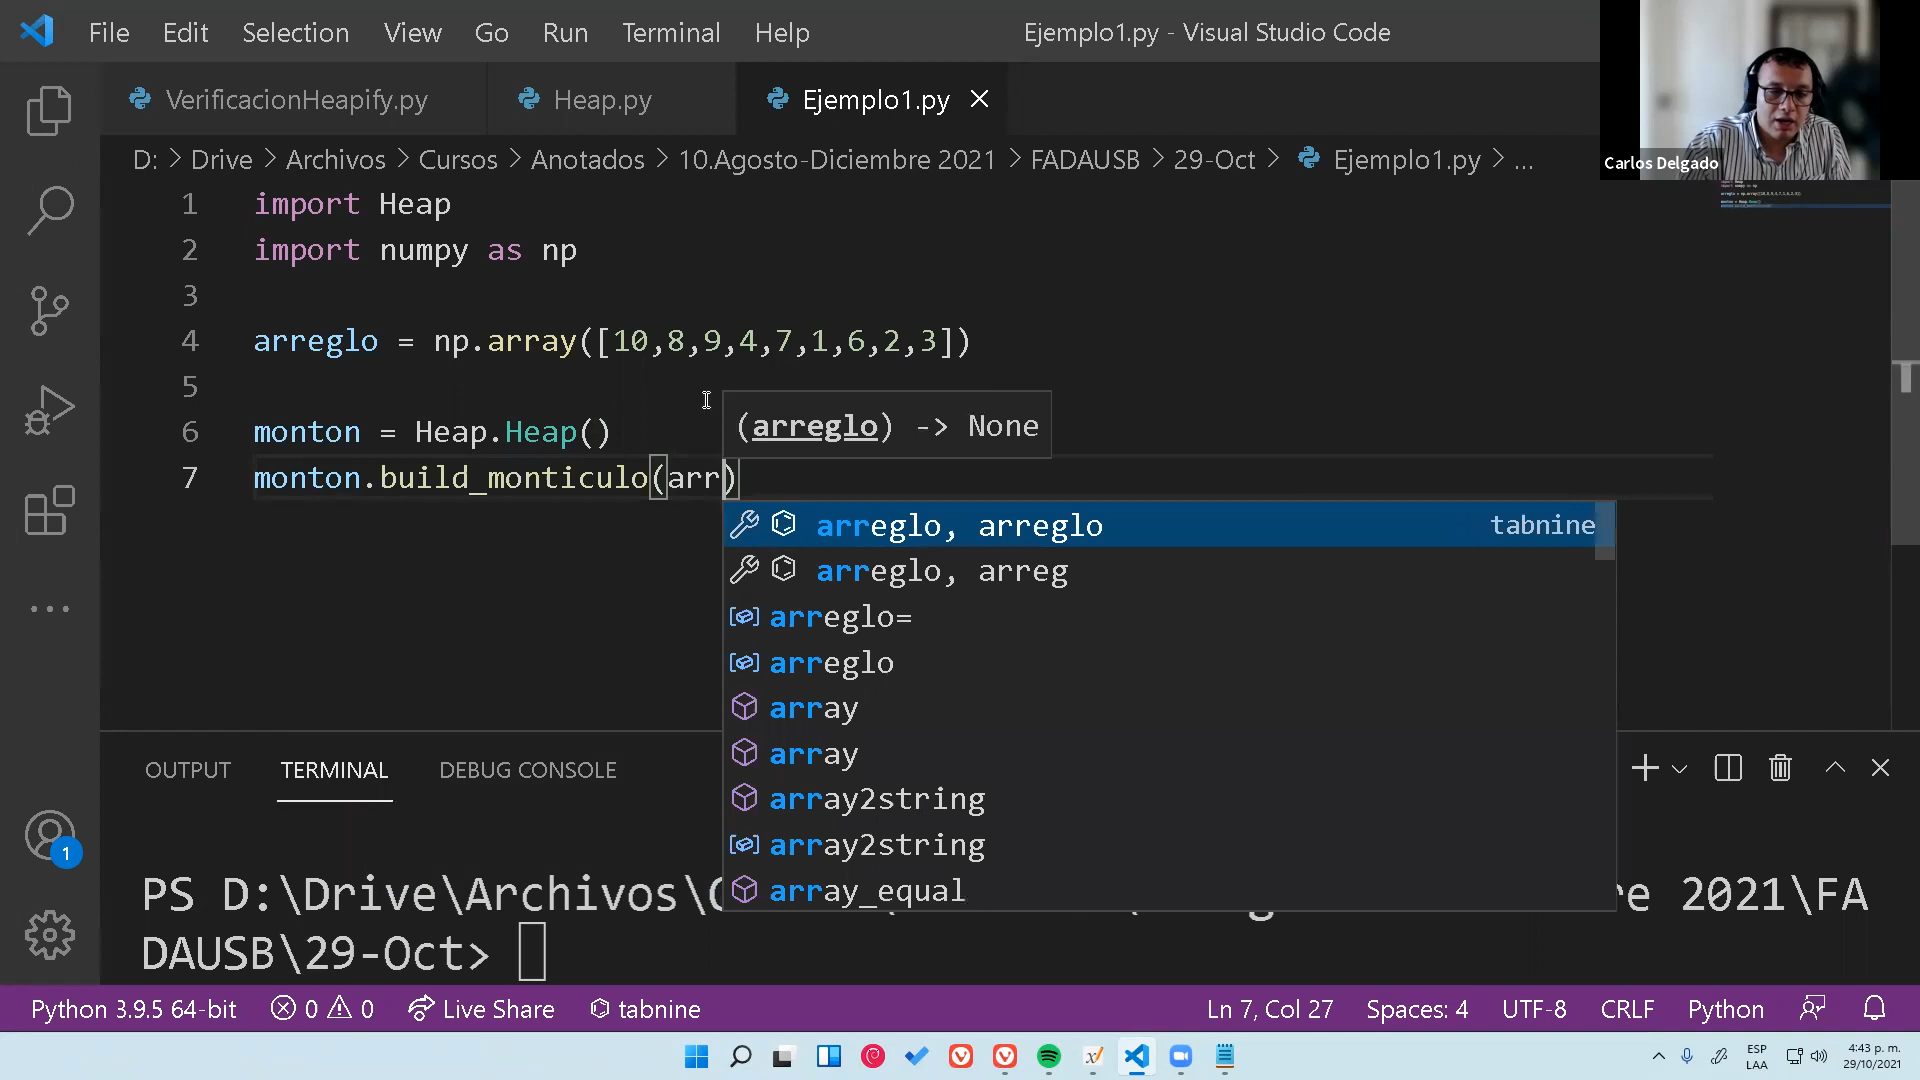 File Edit Selection View Go Run Terminal Help Ejemplo1.py - Visual Studio Code
VerificacionHeapify.py Heap.py Ejemplo1.py
D: > Drive > Archivos > Cursos > Anotados > 10.Agosto-Diciembre 2021 > FADAUSB > 29-Oct > Ejemplo1.py > ...
Carlos Delgado
1 import Heap
2 import numpy as np
3
4 arreglo = np.array([10,8,9,4,7,1,6,2,3])
5
(arreglo) -> None
6 monton = Heap.Heap()
7 monton.build_monticulo(arr)
arreglo, arreglo tabnine
arreglo, arreg
arreglo=
arreglo
array
array
array2string
array2string
array_equal
OUTPUT TERMINAL DEBUG CONSOLE
PS D:\Drive\Archivos\ re 2021\FA
DAUSB\29-Oct>
1
Python 3.9.5 64-bit 0 0 Live Share tabnine Ln 7, Col 27 Spaces: 4 UTF-8 CRLF Python
ESP
LAA
4:43 p. m.
29/10/2021